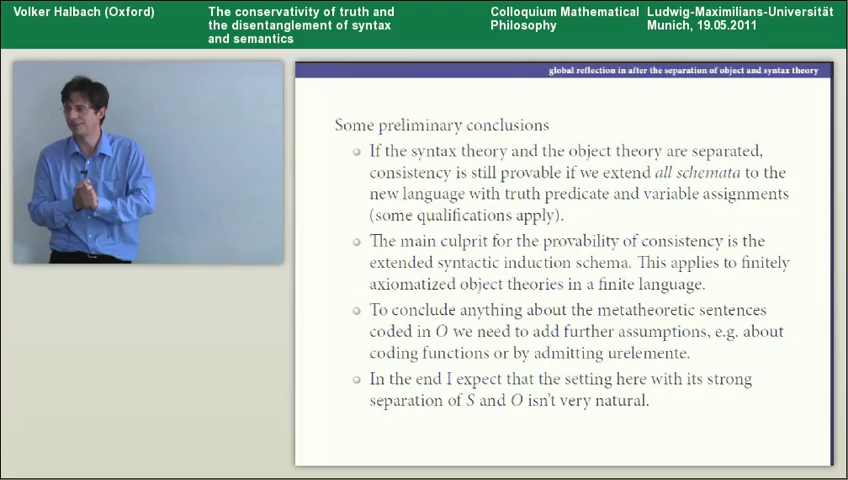 Volker Halbach (Oxford)
The conservativity of truth and
the disentanglement of syntax
and semantics
Colloquium Mathematical
Philosophy
Ludwig-Maximilians-Universität
Munich, 19.05.2011
global reflection in after the separation of object and syntax theory
Some preliminary conclusions
If the syntax theory and the object theory are separated,
consistency is still provable if we extend all schemata to the
new language with truth predicate and variable assignments
(some qualifications apply).
The main culprit for the provability of consistency is the
extended syntactic induction schema. This applies to finitely
axiomatized object theories in a finite language.
To conclude anything about the metatheoretic sentences
coded in O we need to add further assumptions, e.g. about
coding functions or by admitting urelemente.
In the end I expect that the setting here with its strong
separation of S and O isn't very natural.